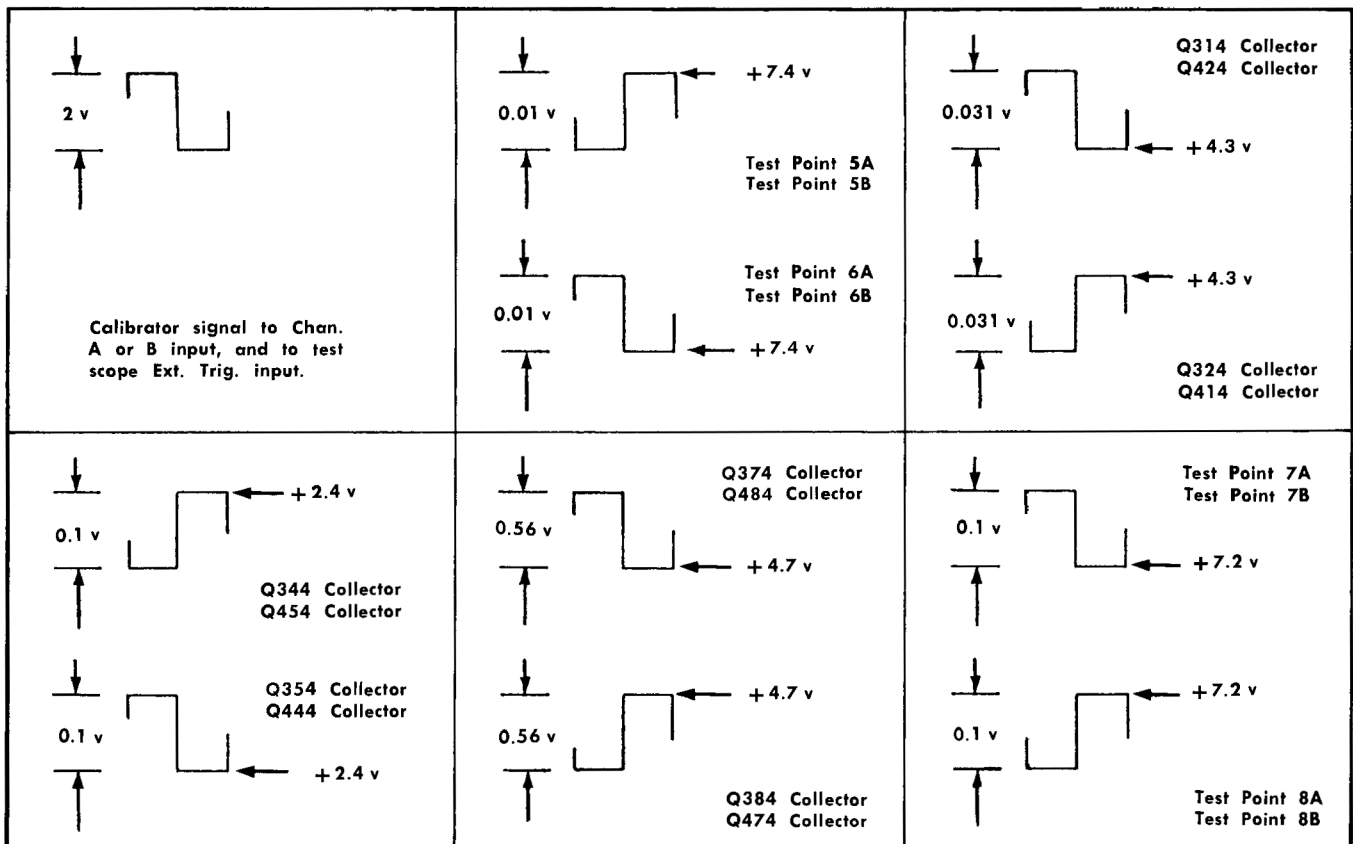 2 v
Calibrator signal to Chan.
A or B input, and to test
scope Ext. Trig. input.
+7.4 v
0.01 v
Test Point 5A
Test Point 5B
Test Point 6A
Test Point 6B
0.01 v
+7.4 v
Q314 Collector
Q424 Collector
0.031 v
+4.3 v
+4.3 v
0.031 v
Q324 Collector
Q414 Collector
+2.4 v
0.1 v
Q344 Collector
Q454 Collector
Q354 Collector
Q444 Collector
0.1 v
+2.4 v
Q374 Collector
Q484 Collector
0.56 v
+4.7 v
+4.7 v
0.56 v
Q384 Collector
Q474 Collector
Test Point 7A
Test Point 7B
0.1 v
+7.2 v
+7.2 v
0.1 v
Test Point 8A
Test Point 8B